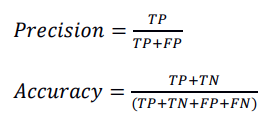 Precision = TP / TP+FP
Accuracy = TP+TN / (TP+TN+FP+FN)